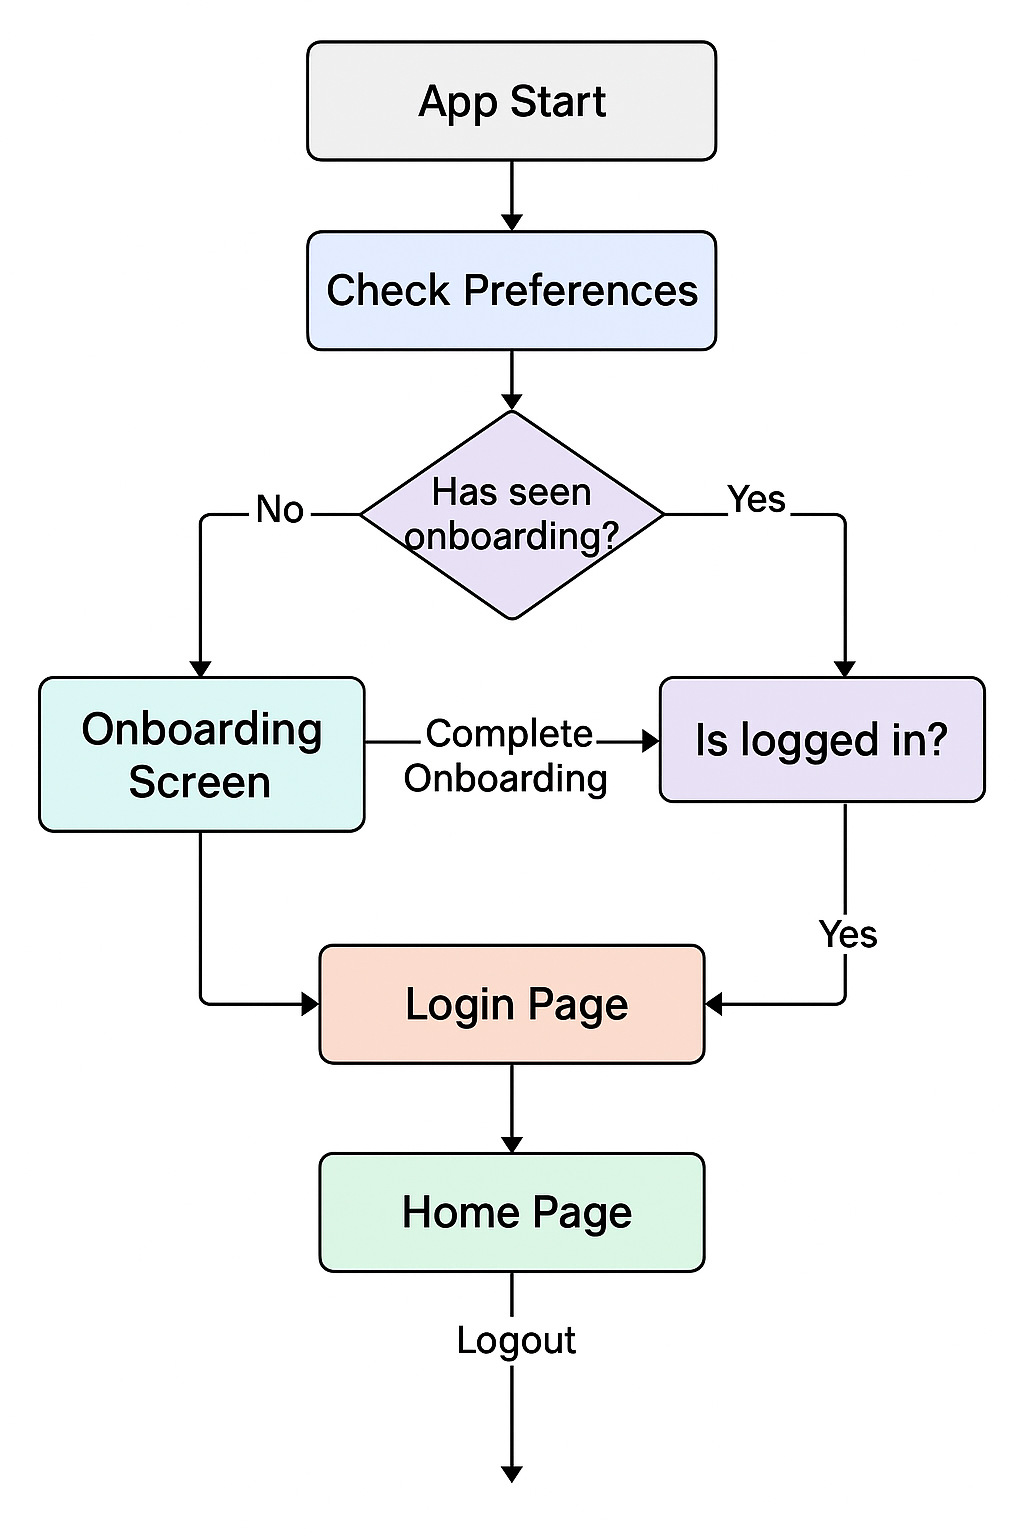 App Start
Check Preferences
Has seen
onboarding?
No
Yes
Onboarding
Screen
Complete
Onboarding
Is logged in?
Yes
Login Page
Home Page
Logout